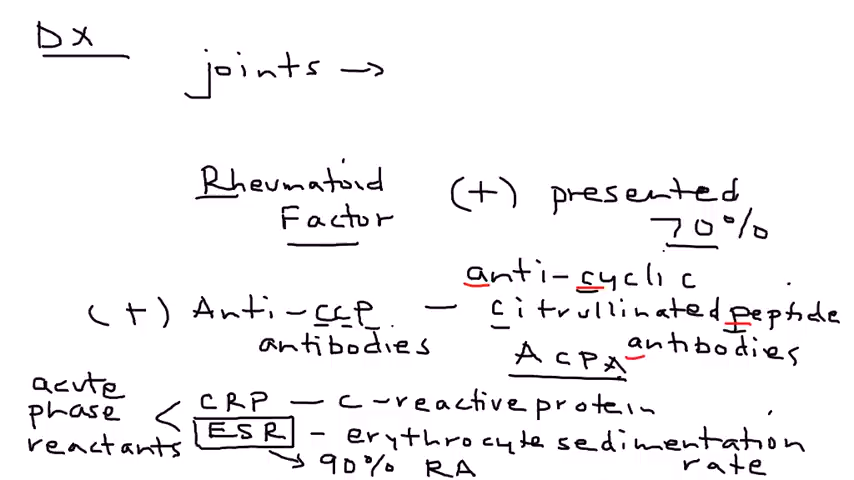 DX
joints →
Rheumatoid (+) presented
Factor 70%
anti-cyclic
(+) Anti-CCP — citrullinated peptide
antibodies ACPA antibodies
acute
phase < CRP — C-reactive protein
reactants ESR - erythrocyte sedimentation
→ 90% RA rate